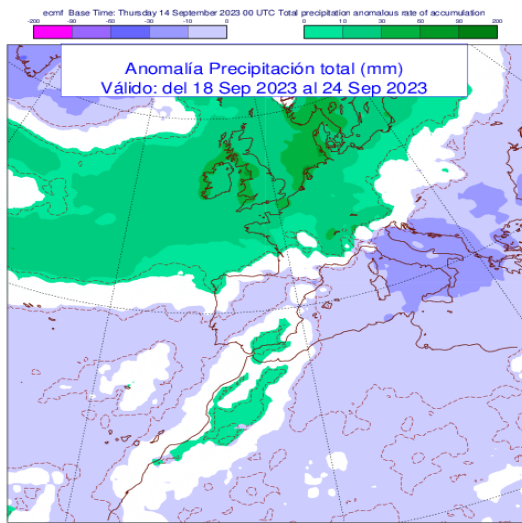 ecmf Base Time: Thursday 14 September 2023 00 UTC Total precipitation anomalous rate of accumulation
-200 -90 -60 -30 -10 0 0 10 30 60 90 200
Anomalía Precipitación total (mm)
Válido: del 18 Sep 2023 al 24 Sep 2023